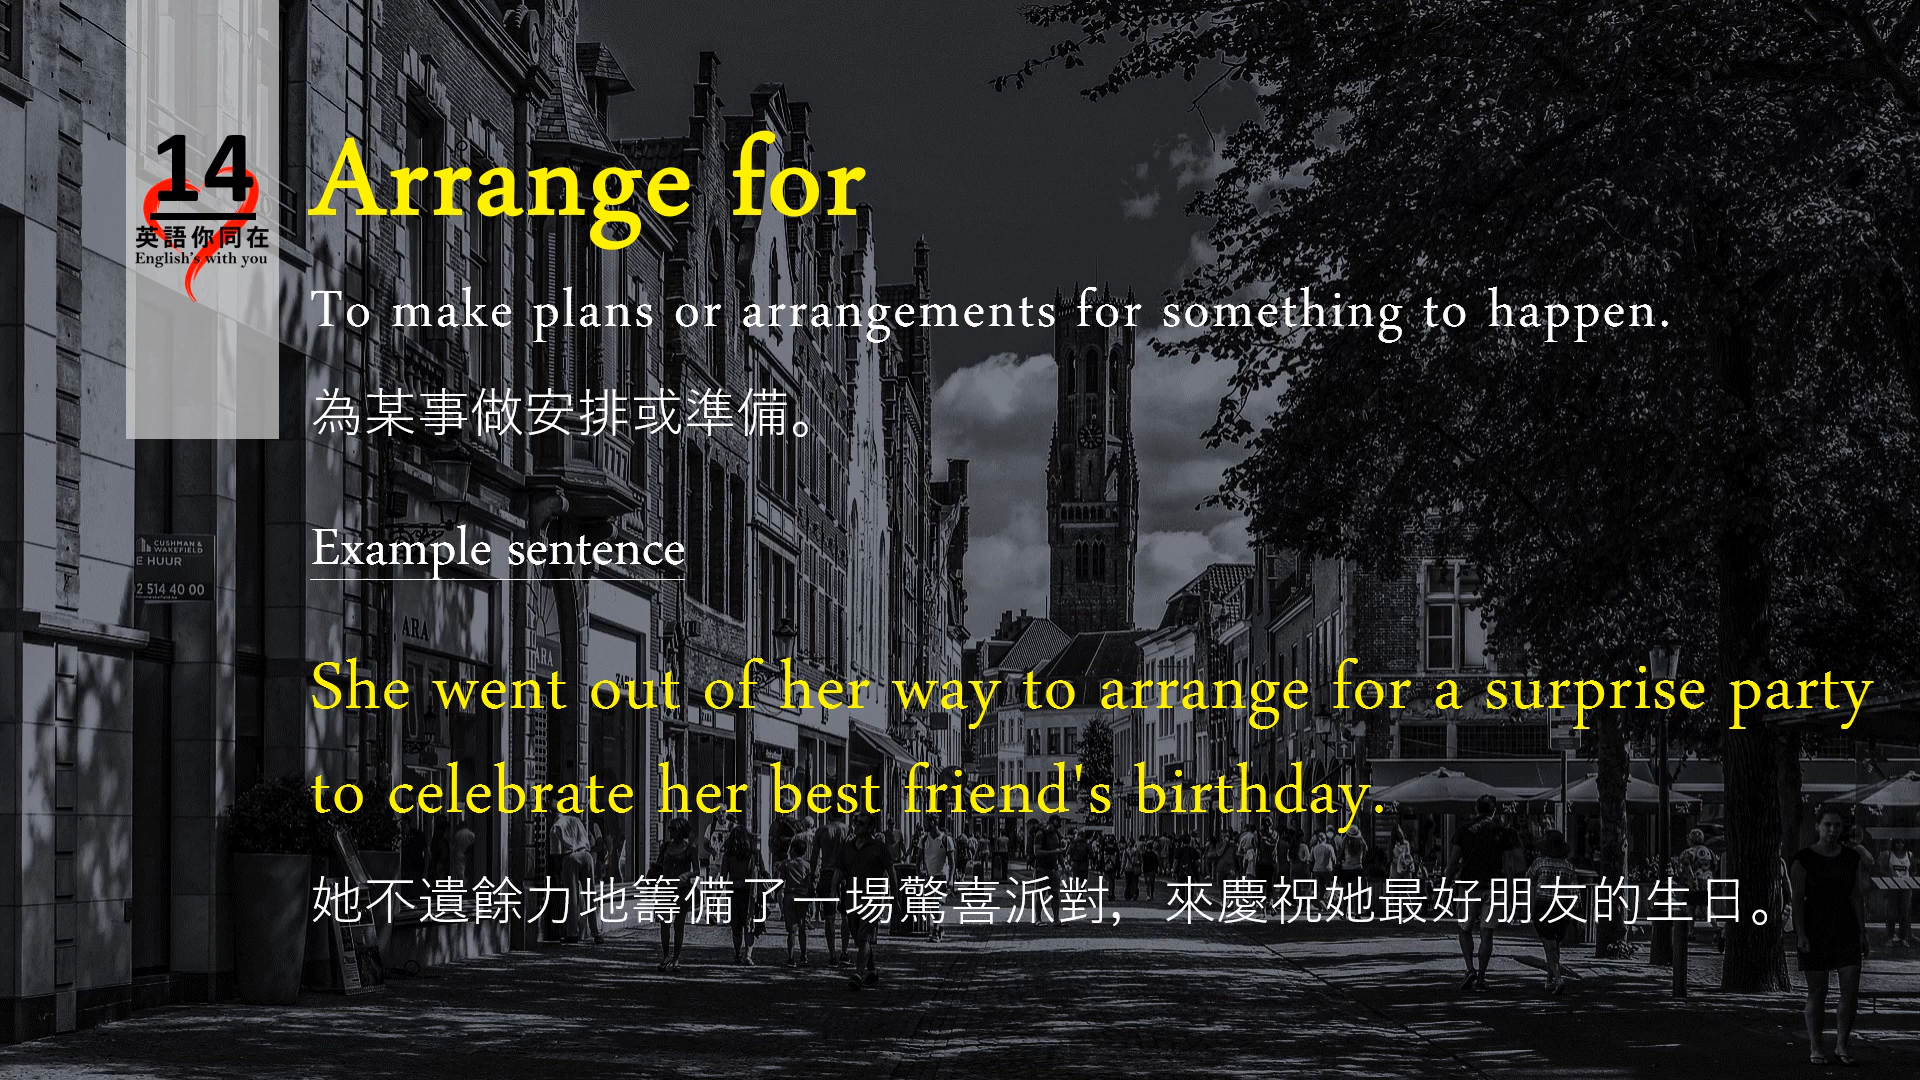 14
英語你同在
English's with you
Arrange for
To make plans or arrangements for something to happen.
為某事做安排或準備。
Example sentence
She went out of her way to arrange for a surprise party
to celebrate her best friend's birthday.
她不遺餘力地籌備了一場驚喜派對，來慶祝她最好朋友的生日。
CUSHMAN &
WAKEFIELD
E HUUR
2 514 40 00
ARA
ARA